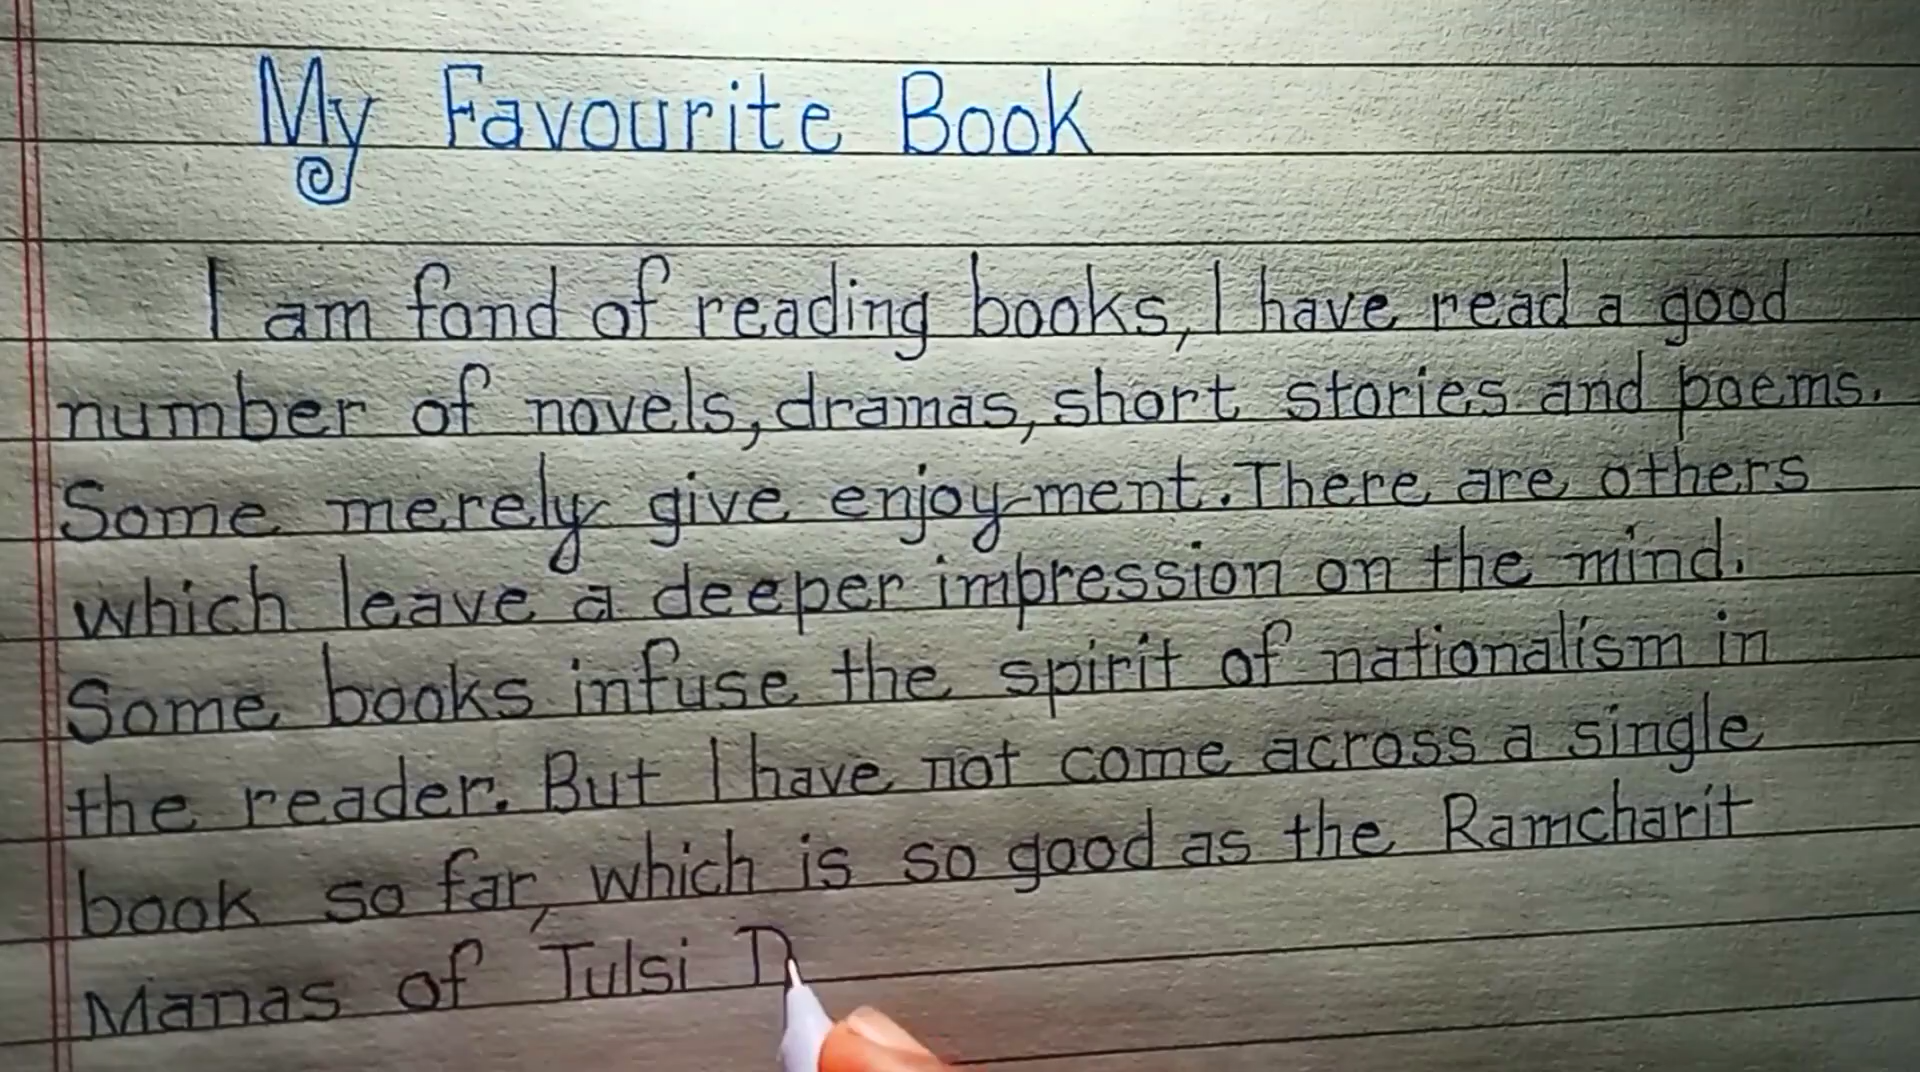 My Favourite Book
I am fond of reading books, I have read a good
number of novels, dramas, short stories and poems.
Some merely give enjoy-ment. There are others
which leave a deeper impression on the mind.
Some books infuse the spirit of nationalism in
the reader. But I have not come across a single
book so far, which is so good as the Ramcharit
Manas of Tulsi D